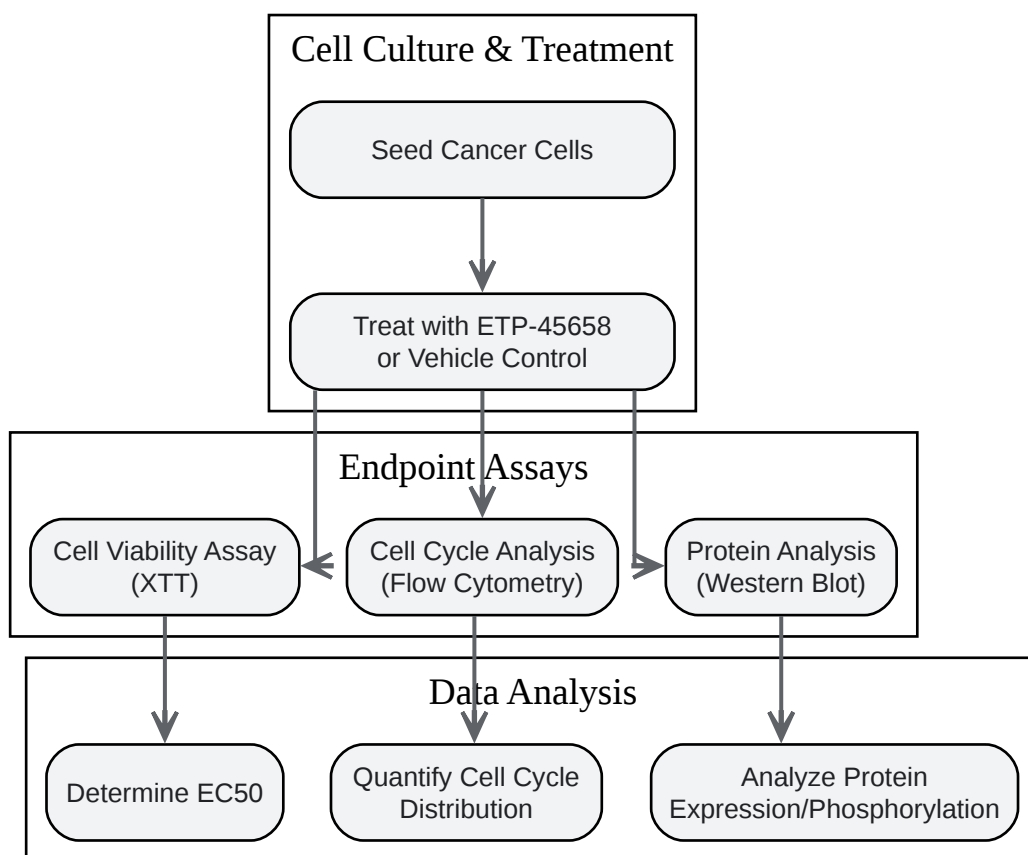 Cell Culture & Treatment
Seed Cancer Cells
Treat with ETP-45658
or Vehicle Control
Endpoint Assays
Cell Viability Assay
(XTT)
Cell Cycle Analysis
(Flow Cytometry)
Protein Analysis
(Western Blot)
Data Analysis
Determine EC50
Quantify Cell Cycle
Distribution
Analyze Protein
Expression/Phosphorylation